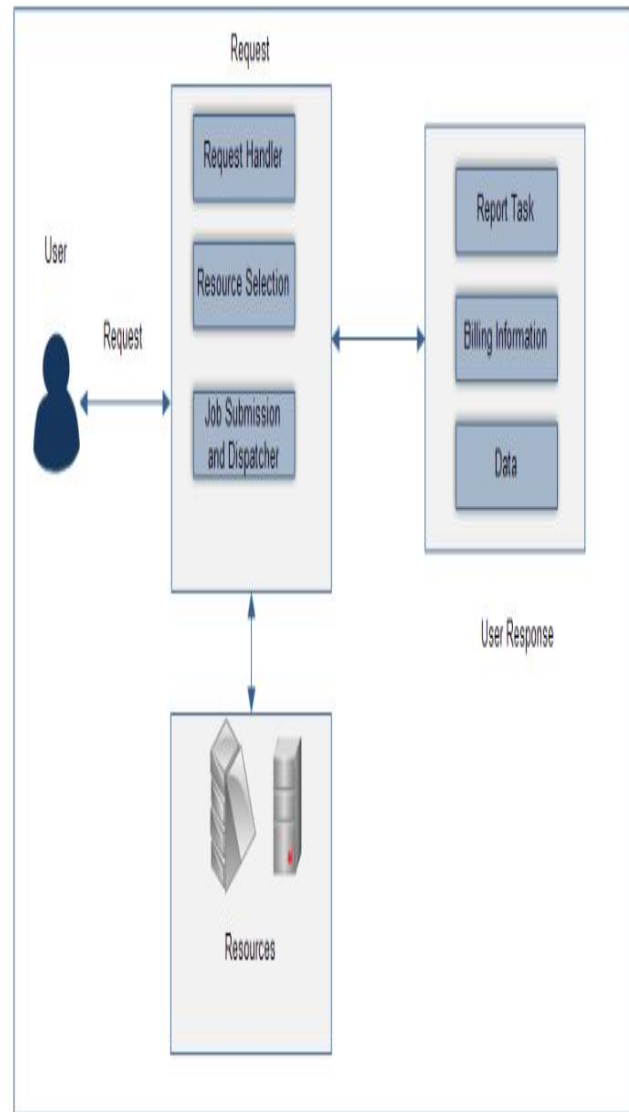 Request
Request Handler
Resource Selection
Job Submission
and Dispatcher
User
Request
Report Task
Billing Information
Data
User Response
Resources